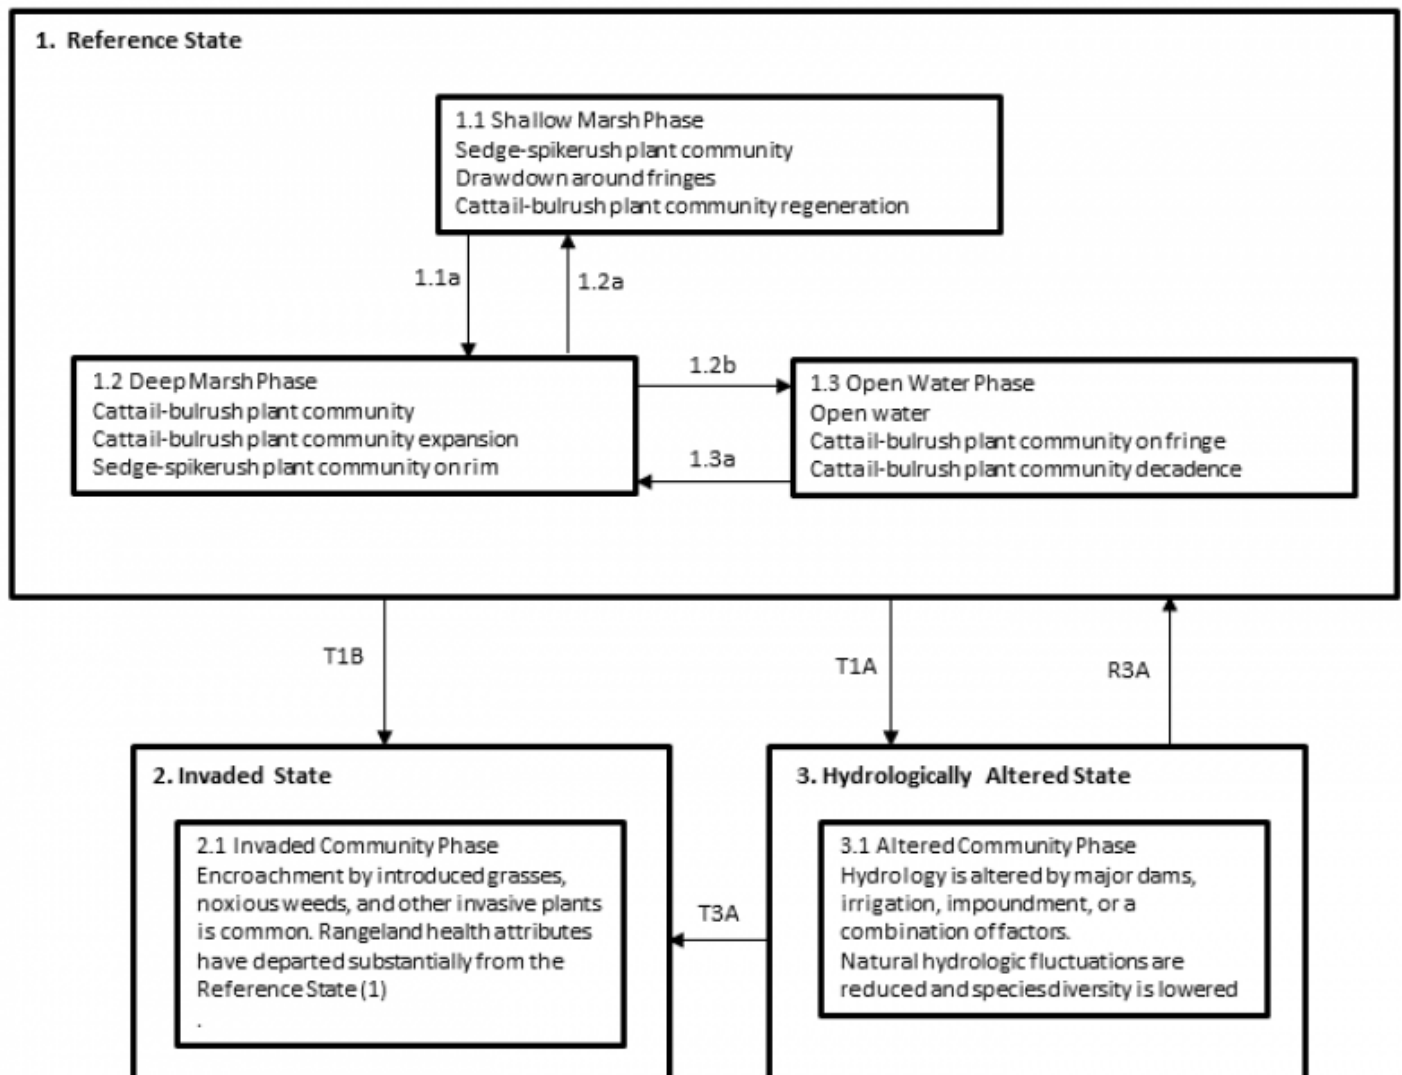 1. Reference State
1.1 Shallow Marsh Phase
Sedge-spikerush plant community
Drawdown around fringes
Cattail-bulrush plant community regeneration
1.1a
1.2a
1.2 Deep Marsh Phase
Cattail-bulrush plant community
Cattail-bulrush plant community expansion
Sedge-spikerush plant community on rim
1.2b
1.3a
1.3 Open Water Phase
Open water
Cattail-bulrush plant community on fringe
Cattail-bulrush plant community decadence
T1B
T1A
R3A
2. Invaded State
2.1 Invaded Community Phase
Encroachment by introduced grasses,
noxious weeds, and other invasive plants
is common. Rangeland health attributes
have departed substantially from the
Reference State (1)
.
T3A
3. Hydrologically Altered State
3.1 Altered Community Phase
Hydrology is altered by major dams,
irrigation, impoundment, or a
combination of factors.
Natural hydrologic fluctuations are
reduced and species diversity is lowered